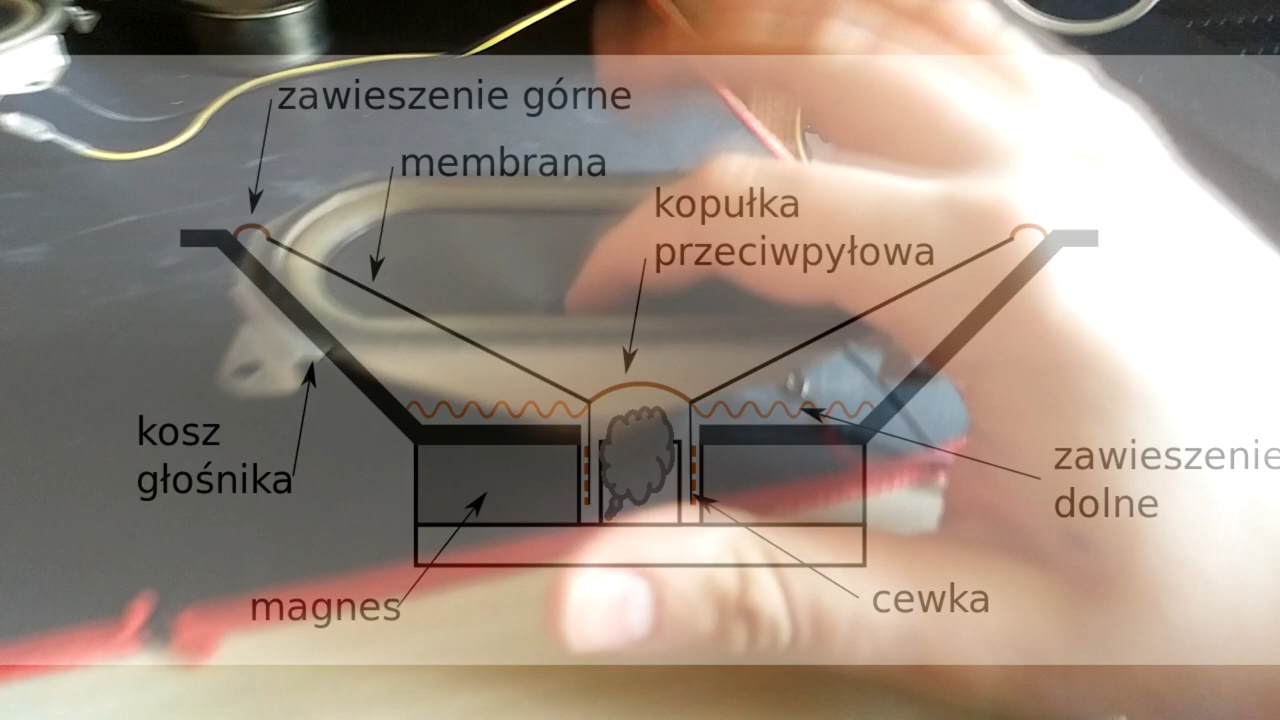 zawieszenie górne
membrana
kopułka
przeciwpyłowa
kosz
głośnika
zawieszenie
dolne
magnes
cewka